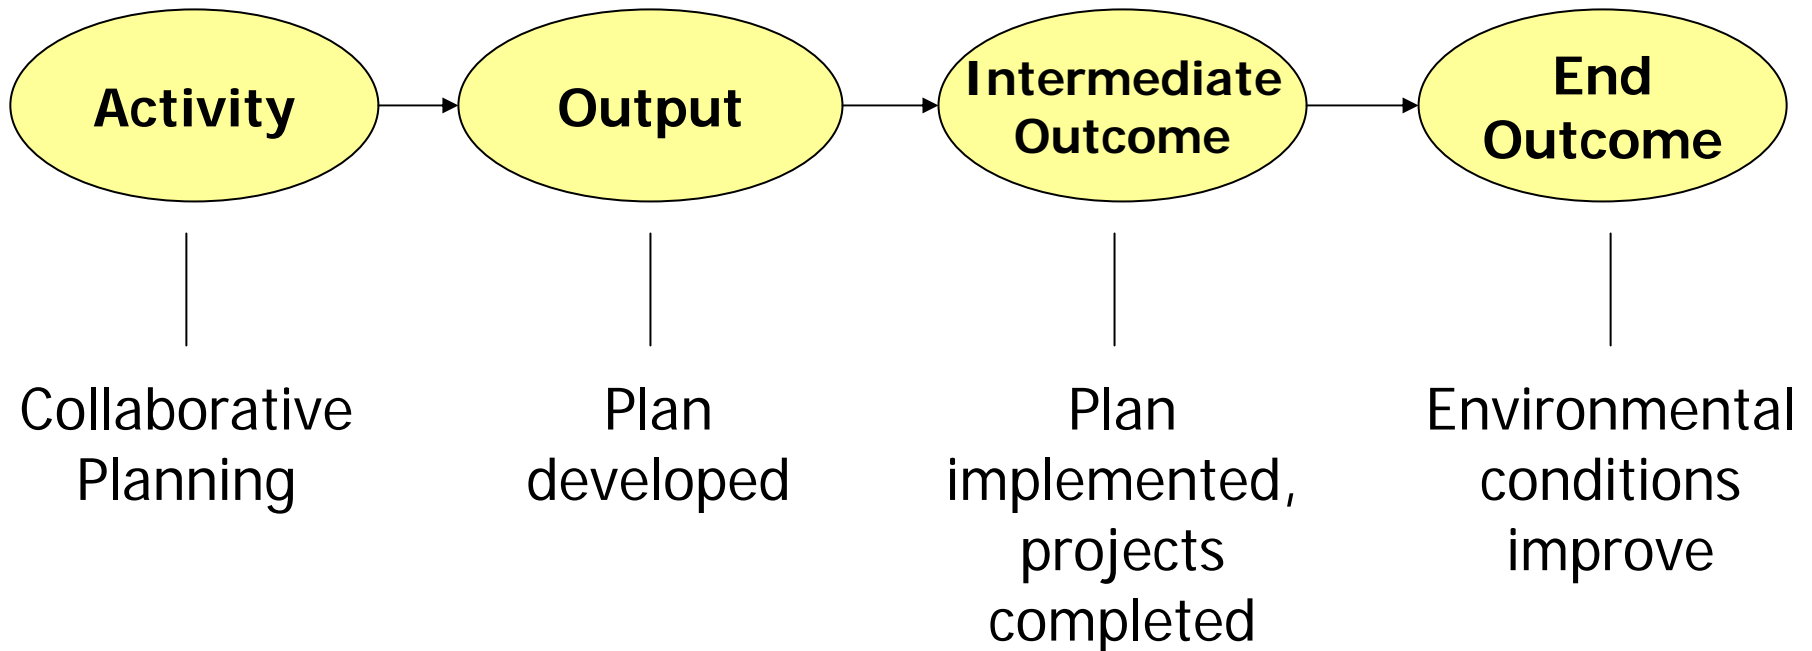 Activity
Output
Intermediate
Outcome
End
Outcome
Collaborative
Planning
Plan
developed
Plan
implemented,
projects
completed
Environmental
conditions
improve